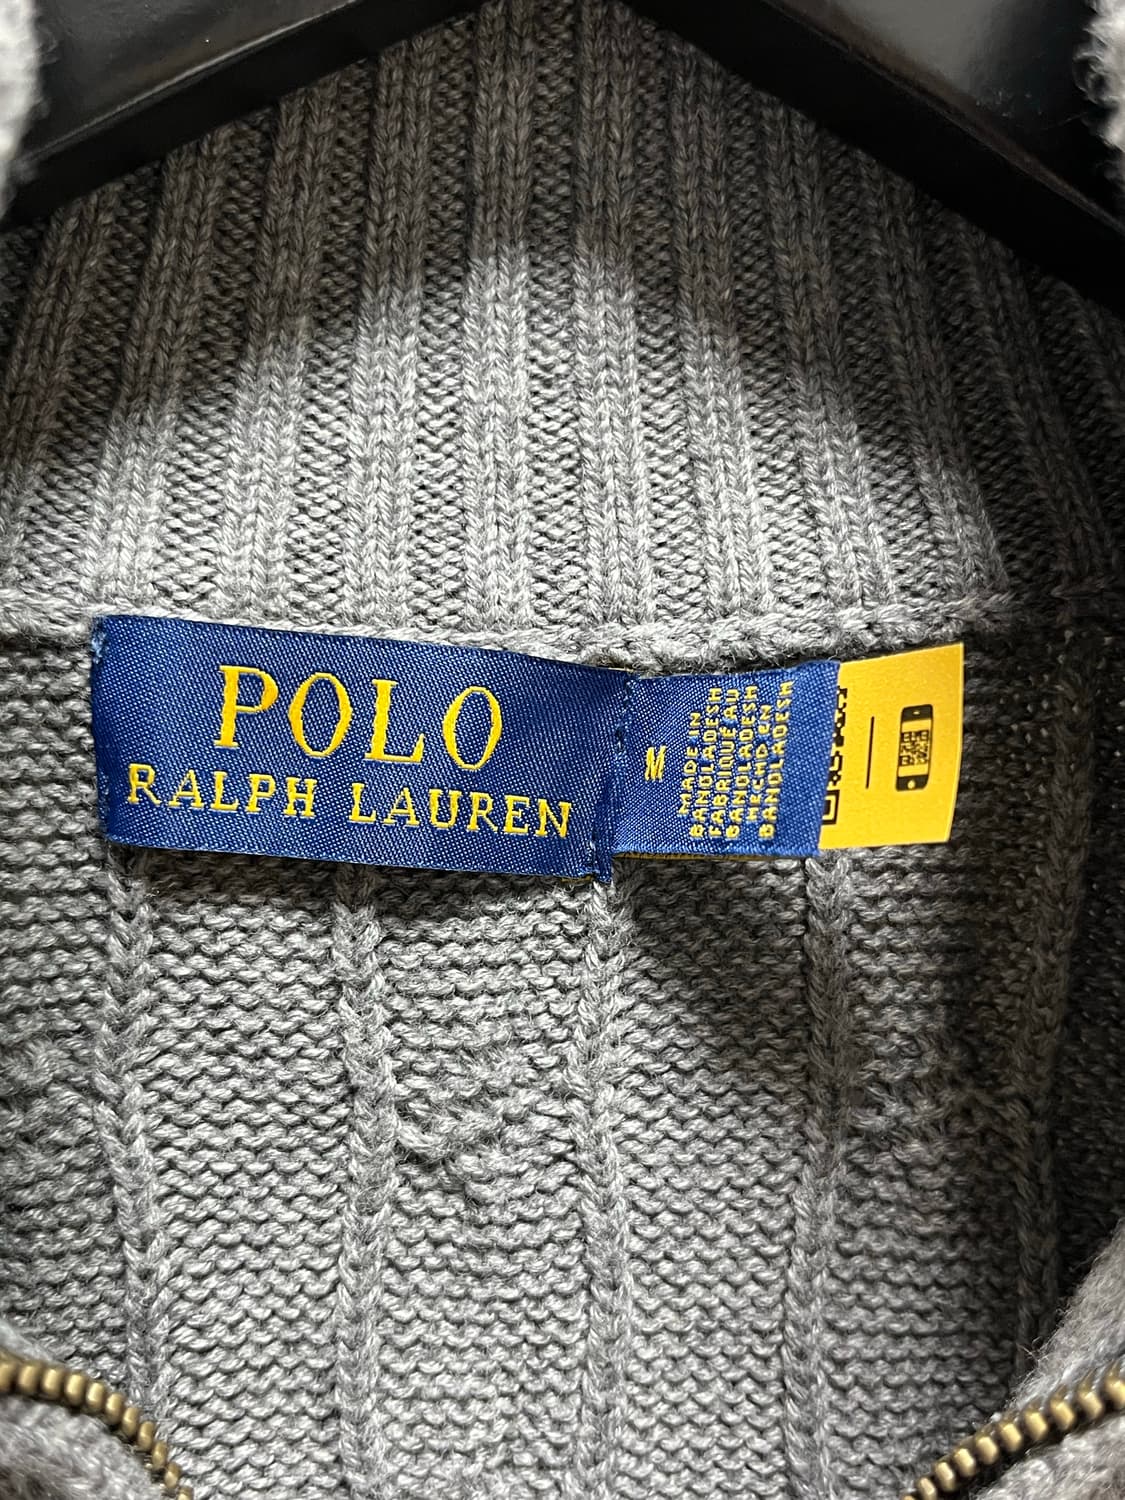 POLO
RALPH LAUREN
M
MADE IN
BANGLADESH
FABRIQUÉ AU
BANGLADESH
HECHO EN
BANGLADESH